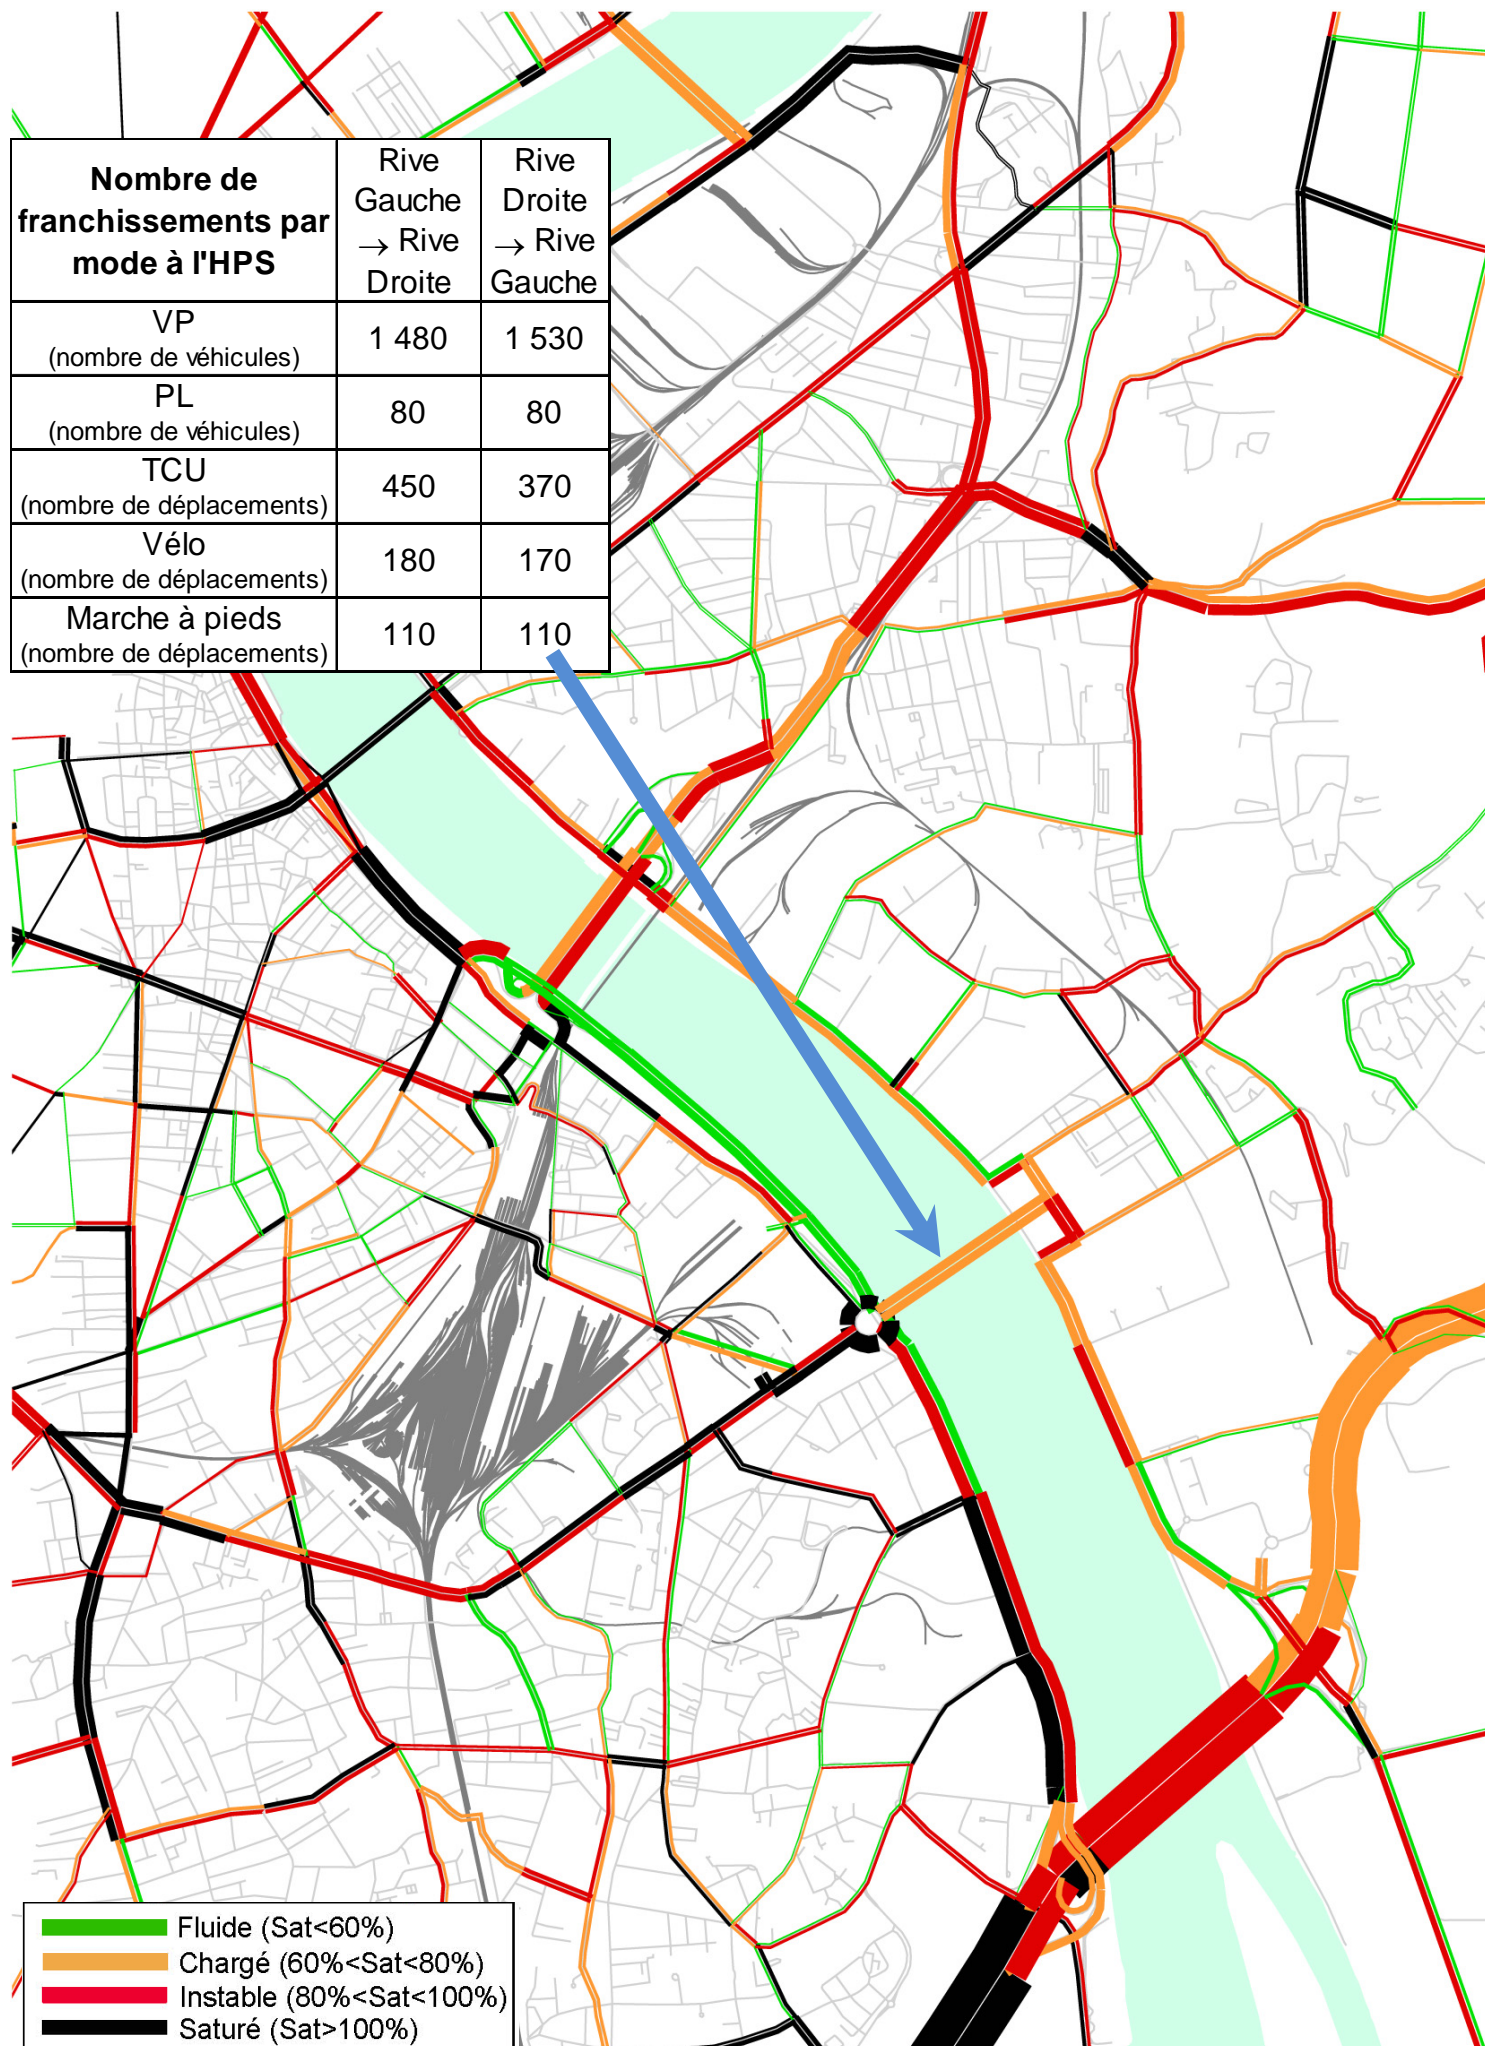 Nombre de
franchissements par
mode à l'HPS
Rive
Gauche
→ Rive
Droite
Rive
Droite
→ Rive
Gauche
VP
(nombre de véhicules)
1 480
1 530
PL
(nombre de véhicules)
80
80
TCU
(nombre de déplacements)
450
370
Vélo
(nombre de déplacements)
180
170
Marche à pieds
(nombre de déplacements)
110
110
Fluide (Sat<60%)
Chargé (60%<Sat<80%)
Instable (80%<Sat<100%)
Saturé (Sat>100%)